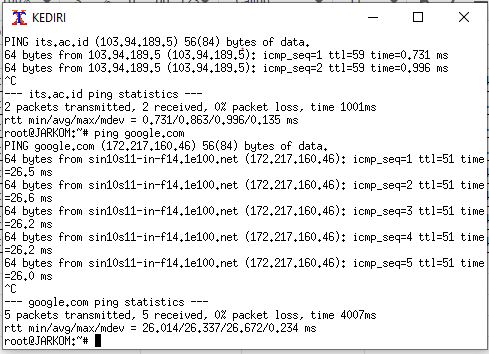 KEDIRI
PING its.ac.id (103.94.189.5) 56(84) bytes of data.
64 bytes from 103.94.189.5 (103.94.189.5): icmp_seq=1 ttl=59 time=0.731 ms
64 bytes from 103.94.189.5 (103.94.189.5): icmp_seq=2 ttl=59 time=0.996 ms
^C
--- its.ac.id ping statistics ---
2 packets transmitted, 2 received, 0% packet loss, time 1001ms
rtt min/avg/max/mdev = 0.731/0.863/0.996/0.135 ms
root@JARKOM:~# ping google.com
PING google.com (172.217.160.46) 56(84) bytes of data.
64 bytes from sin10s11-in-f14.1e100.net (172.217.160.46): icmp_seq=1 ttl=51 time
=26.5 ms
64 bytes from sin10s11-in-f14.1e100.net (172.217.160.46): icmp_seq=2 ttl=51 time
=26.6 ms
64 bytes from sin10s11-in-f14.1e100.net (172.217.160.46): icmp_seq=3 ttl=51 time
=26.2 ms
64 bytes from sin10s11-in-f14.1e100.net (172.217.160.46): icmp_seq=4 ttl=51 time
=26.2 ms
64 bytes from sin10s11-in-f14.1e100.net (172.217.160.46): icmp_seq=5 ttl=51 time
=26.0 ms
^C
--- google.com ping statistics ---
5 packets transmitted, 5 received, 0% packet loss, time 4007ms
rtt min/avg/max/mdev = 26.014/26.337/26.672/0.234 ms
root@JARKOM:~#